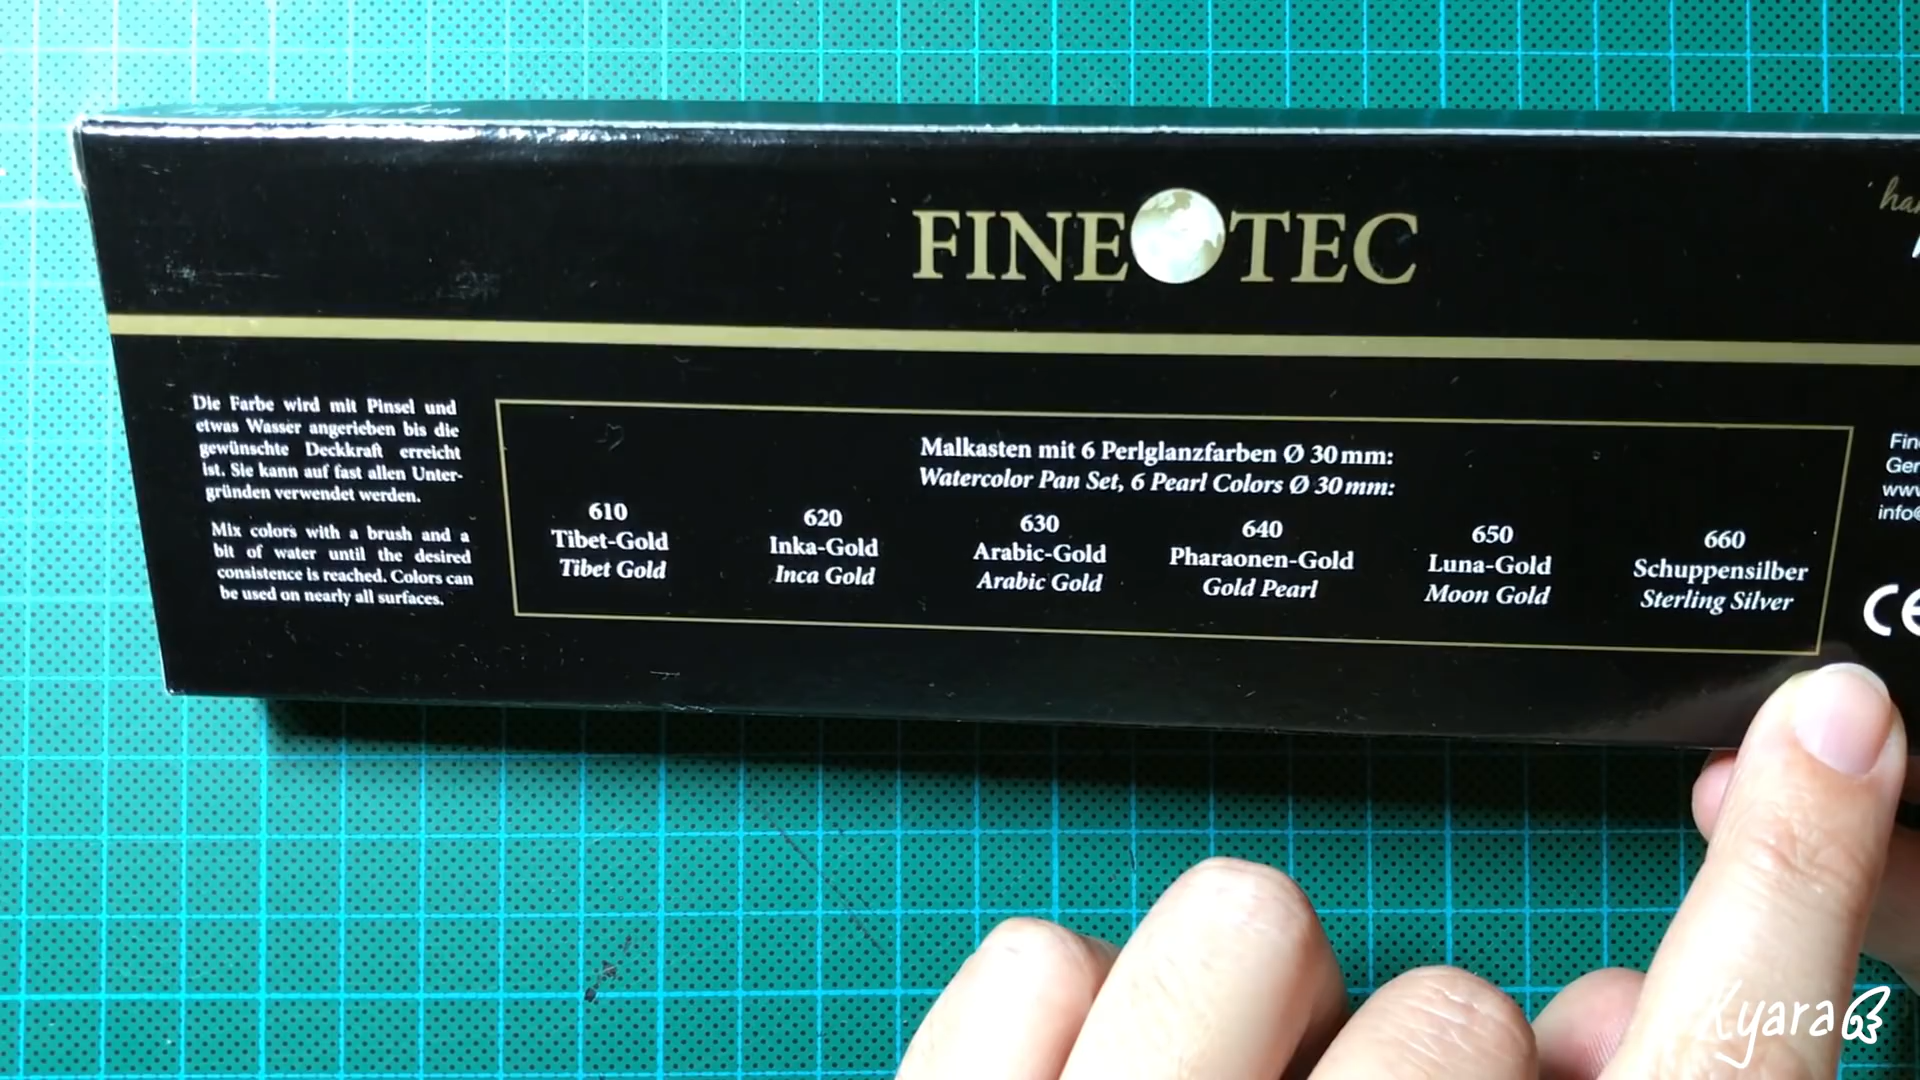 FINE TEC
Die Farbe wird mit Pinsel und
etwas Wasser angerieben bis die
gewünschte Deckkraft erreicht
ist. Sie kann auf fast allen Unter-
gründen verwendet werden.
Mix colors with a brush and a
bit of water until the desired
consistence is reached. Colors can
be used on nearly all surfaces.
Malkasten mit 6 Perlglanzfarben Ø 30 mm:
Watercolor Pan Set, 6 Pearl Colors Ø 30 mm:
610
Tibet-Gold
Tibet Gold
620
Inka-Gold
Inca Gold
630
Arabic-Gold
Arabic Gold
640
Pharaonen-Gold
Gold Pearl
650
Luna-Gold
Moon Gold
660
Schuppensilber
Sterling Silver
CE
Kyara